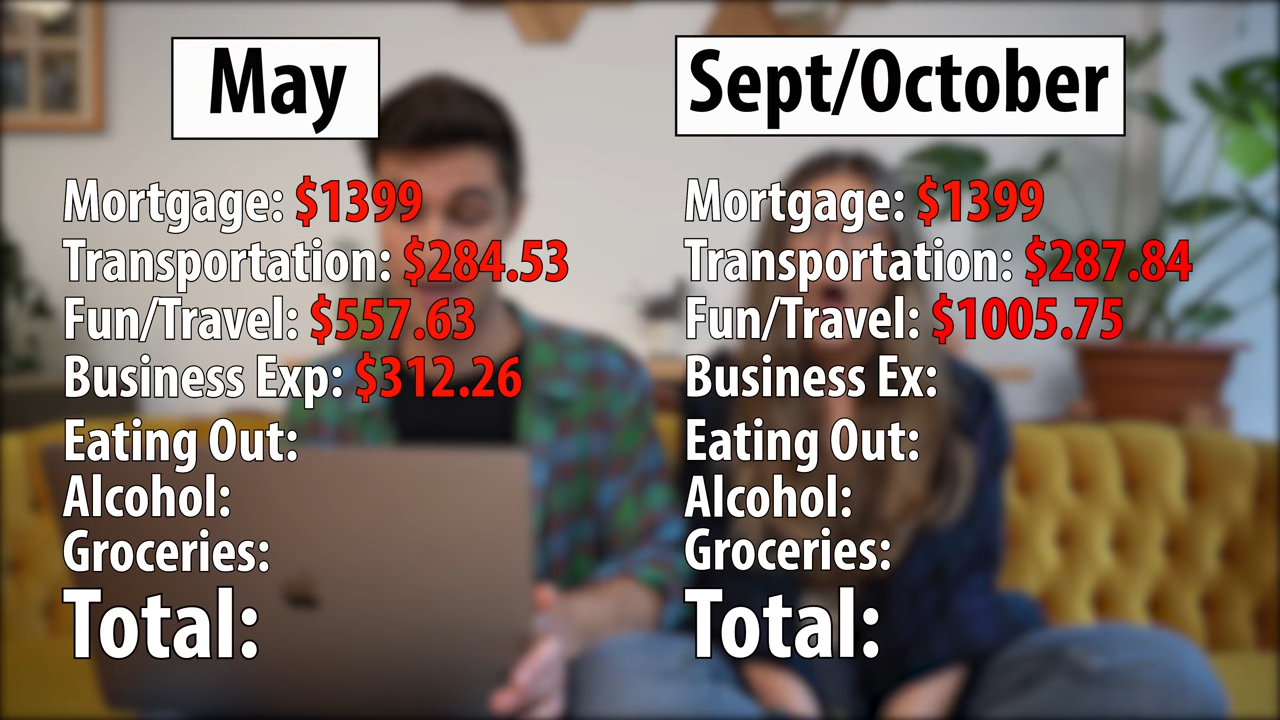 May
Mortgage: $1399
Transportation: $284.53
Fun/Travel: $557.63
Business Exp: $312.26
Eating Out:
Alcohol:
Groceries:
Total:
Sept/October
Mortgage: $1399
Transportation: $287.84
Fun/Travel: $1005.75
Business Ex:
Eating Out:
Alcohol:
Groceries:
Total: